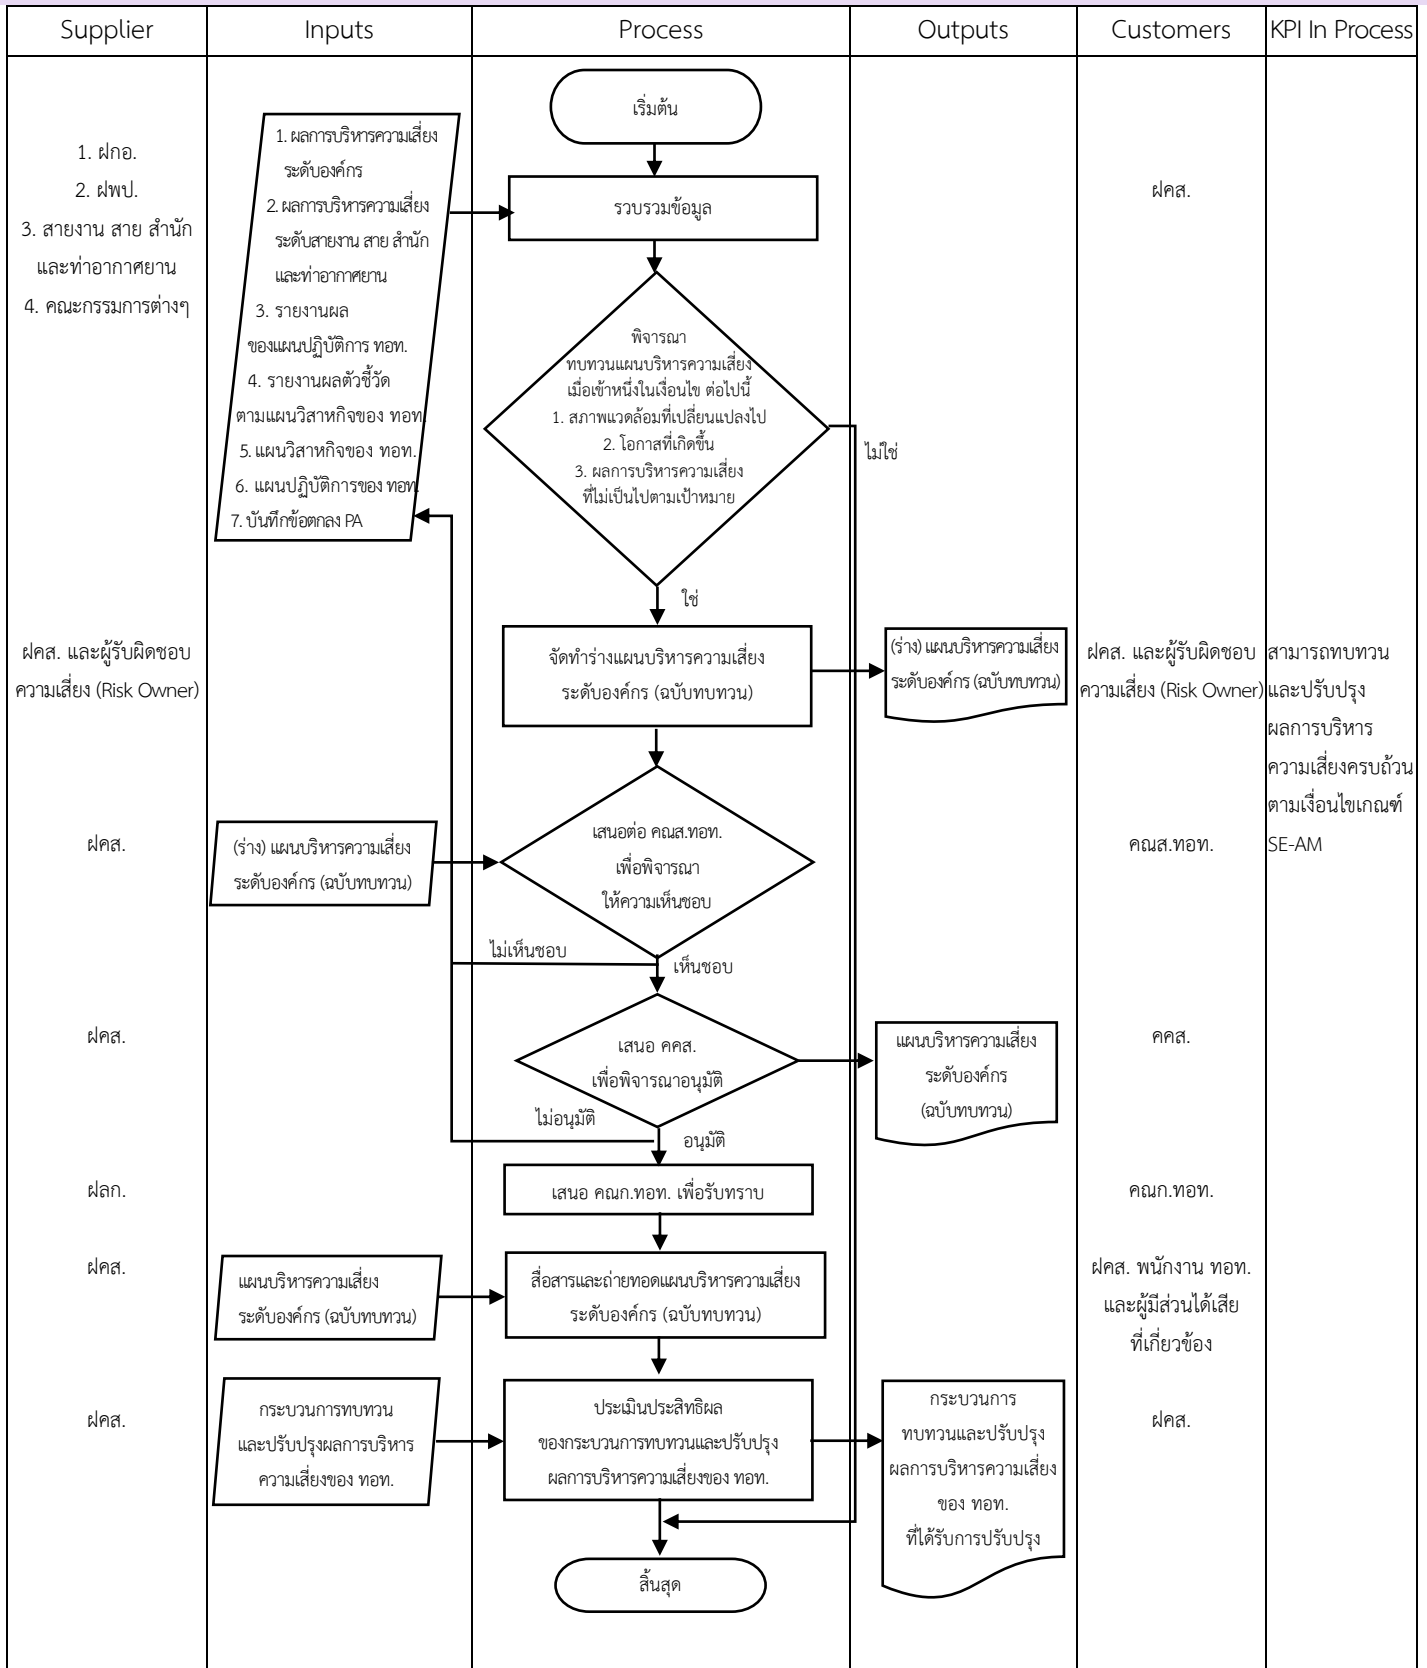 Supplier
Inputs
Process
Outputs
Customers
KPI In Process
เริ่มต้น
1. ฝกอ.
2. ฝพป.
3. สายงาน สาย สำนัก
และท่าอากาศยาน
4. คณะกรรมการต่างๆ
1. ผลการบริหารความเสี่ยง
ระดับองค์กร
2. ผลการบริหารความเสี่ยง
ระดับสายงาน สาย สำนัก
และท่าอากาศยาน
3. รายงานผล
ของแผนปฏิบัติการ ทอท.
4. รายงานผลตัวชี้วัด
ตามแผนวิสาหกิจของ ทอท.
5. แผนวิสาหกิจของ ทอท.
6. แผนปฏิบัติการของ ทอท.
7. บันทึกข้อตกลง PA
รวบรวมข้อมูล
ฝคส.
พิจารณา
ทบทวนแผนบริหารความเสี่ยง
เมื่อเข้าหนึ่งในเงื่อนไข ต่อไปนี้
1. สภาพแวดล้อมที่เปลี่ยนแปลงไป
2. โอกาสที่เกิดขึ้น
3. ผลการบริหารความเสี่ยง
ที่ไม่เป็นไปตามเป้าหมาย
ไม่ใช่
ใช่
ฝคส. และผู้รับผิดชอบ
ความเสี่ยง (Risk Owner)
จัดทำร่างแผนบริหารความเสี่ยง
ระดับองค์กร (ฉบับทบทวน)
(ร่าง) แผนบริหารความเสี่ยง
ระดับองค์กร (ฉบับทบทวน)
ฝคส. และผู้รับผิดชอบ
ความเสี่ยง (Risk Owner)
สามารถทบทวน
และปรับปรุง
ผลการบริหาร
ความเสี่ยงครบถ้วน
ตามเงื่อนไขเกณฑ์
SE-AM
ฝคส.
(ร่าง) แผนบริหารความเสี่ยง
ระดับองค์กร (ฉบับทบทวน)
เสนอต่อ คณส.ทอท.
เพื่อพิจารณา
ให้ความเห็นชอบ
คณส.ทอท.
ไม่เห็นชอบ
เห็นชอบ
ฝคส.
เสนอ คคส.
เพื่อพิจารณาอนุมัติ
แผนบริหารความเสี่ยง
ระดับองค์กร
(ฉบับทบทวน)
คคส.
ไม่อนุมัติ
อนุมัติ
ฝลก.
เสนอ คณก.ทอท. เพื่อรับทราบ
คณก.ทอท.
ฝคส.
แผนบริหารความเสี่ยง
ระดับองค์กร (ฉบับทบทวน)
สื่อสารและถ่ายทอดแผนบริหารความเสี่ยง
ระดับองค์กร (ฉบับทบทวน)
ฝคส. พนักงาน ทอท.
และผู้มีส่วนได้เสีย
ที่เกี่ยวข้อง
ฝคส.
กระบวนการทบทวน
และปรับปรุงผลการบริหาร
ความเสี่ยงของ ทอท.
ประเมินประสิทธิผล
ของกระบวนการทบทวนและปรับปรุง
ผลการบริหารความเสี่ยงของ ทอท.
กระบวนการ
ทบทวนและปรับปรุง
ผลการบริหารความเสี่ยง
ของ ทอท.
ที่ได้รับการปรับปรุง
ฝคส.
สิ้นสุด